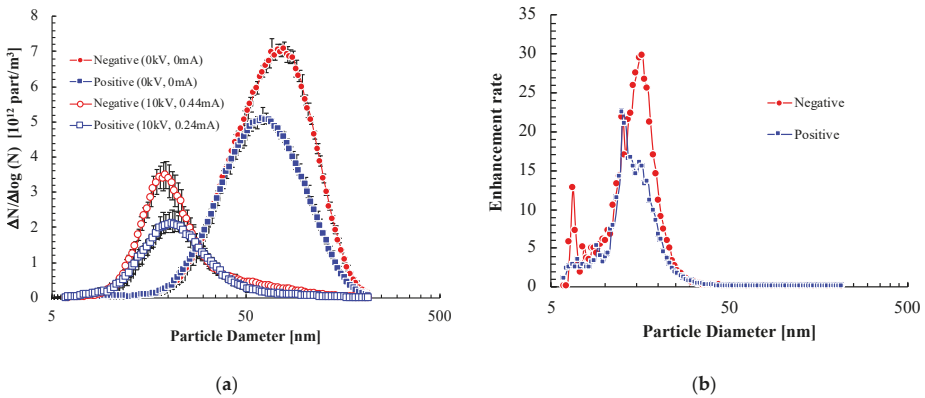 8
7
6
5
4
3
2
1
0
ΔN/Δlog (N) [10¹² part/m³]
Negative (0kV, 0mA)
Positive (0kV, 0mA)
Negative (10kV, 0.44mA)
Positive (10kV, 0.24mA)
5 50 500
Particle Dameter [nm]
(a)
35
30
25
20
15
10
5
0
Enhancement rate
Negative
Positive
5 50 500
Particle Diameter [nm]
(b)